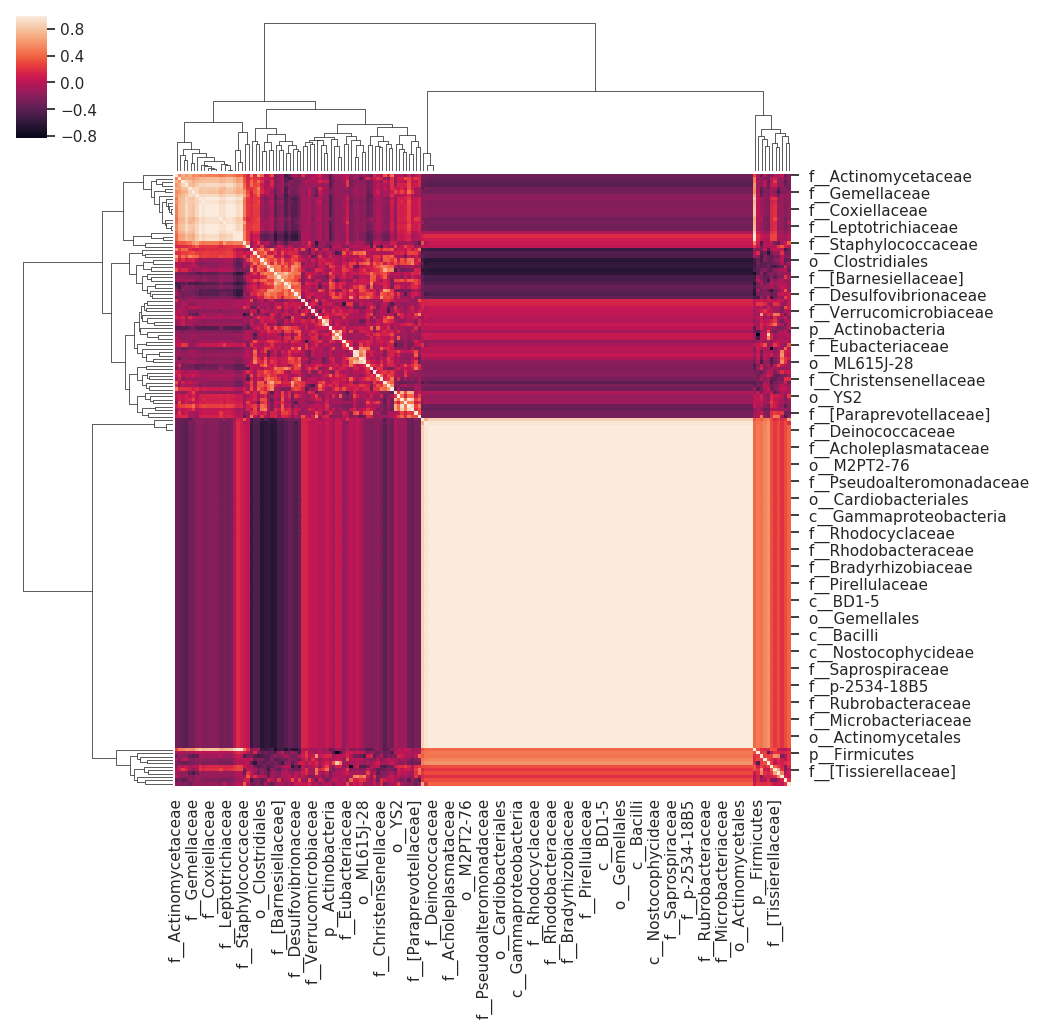 0.8
0.4
0.0
−0.4
−0.8
f__Actinomycetaceae
f__Gemellaceae
f__Coxiellaceae
f__Leptotrichiaceae
f__Staphylococcaceae
o__Clostridiales
f__[Barnesiellaceae]
f__Desulfovibrionaceae
f__Verrucomicrobiaceae
p__Actinobacteria
f__Eubacteriaceae
o__ML615J-28
f__Christensenellaceae
o__YS2
f__[Paraprevotellaceae]
f__Deinococcaceae
f__Acholeplasmataceae
o__M2PT2-76
f__Pseudoalteromonadaceae
o__Cardiobacteriales
c__Gammaproteobacteria
f__Rhodocyclaceae
f__Rhodobacteraceae
f__Bradyrhizobiaceae
f__Pirellulaceae
c__BD1-5
o__Gemellales
c__Bacilli
c__Nostocophycideae
f__Saprospiraceae
f__p-2534-18B5
f__Rubrobacteraceae
f__Microbacteriaceae
o__Actinomycetales
p__Firmicutes
f__[Tissierellaceae]
f__Actinomycetaceae
f__Gemellaceae
f__Coxiellaceae
f__Leptotrichiaceae
f__Staphylococcaceae
o__Clostridiales
f__[Barnesiellaceae]
f__Desulfovibrionaceae
f__Verrucomicrobiaceae
p__Actinobacteria
f__Eubacteriaceae
o__ML615J-28
f__Christensenellaceae
o__YS2
f__[Paraprevotellaceae]
f__Deinococcaceae
f__Acholeplasmataceae
o__M2PT2-76
f__Pseudoalteromonadaceae
o__Cardiobacteriales
c__Gammaproteobacteria
f__Rhodocyclaceae
f__Rhodobacteraceae
f__Bradyrhizobiaceae
f__Pirellulaceae
c__BD1-5
o__Gemellales
c__Bacilli
c__Nostocophycideae
f__Saprospiraceae
f__p-2534-18B5
f__Rubrobacteraceae
f__Microbacteriaceae
o__Actinomycetales
p__Firmicutes
f__[Tissierellaceae]